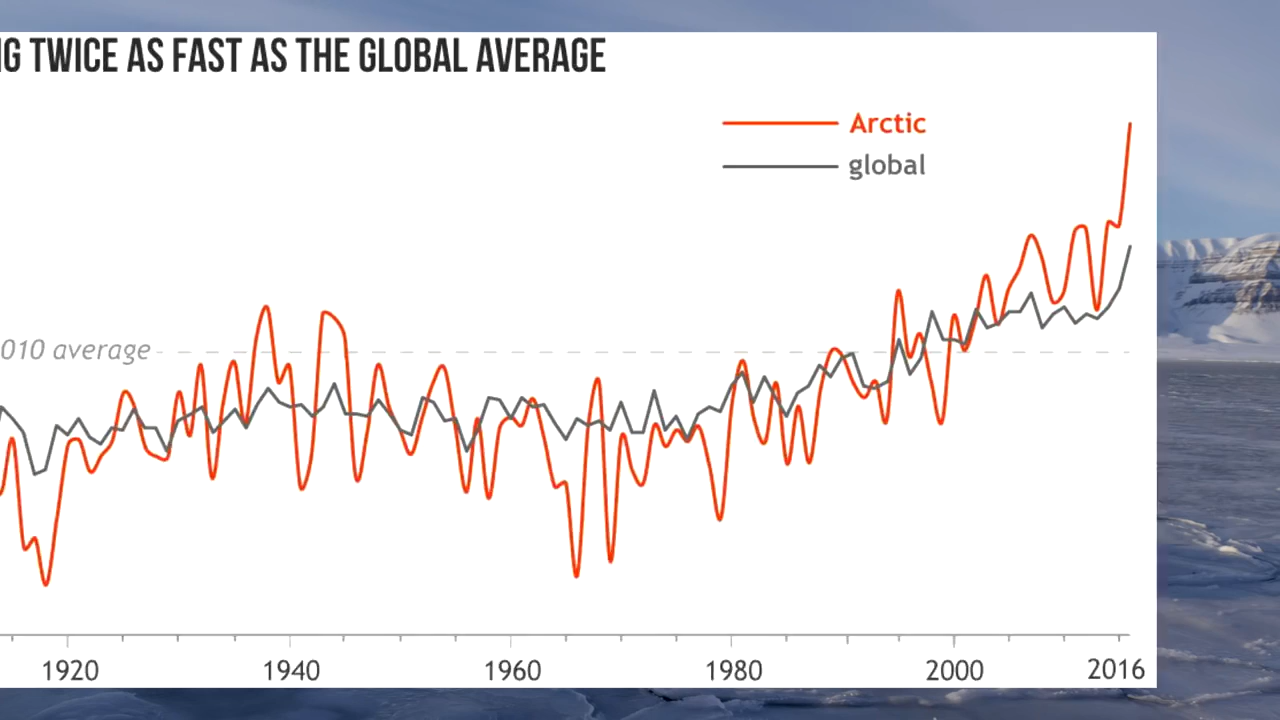 G TWICE AS FAST AS THE GLOBAL AVERAGE
Arctic
global
010 average
1920 1940 1960 1980 2000 2016